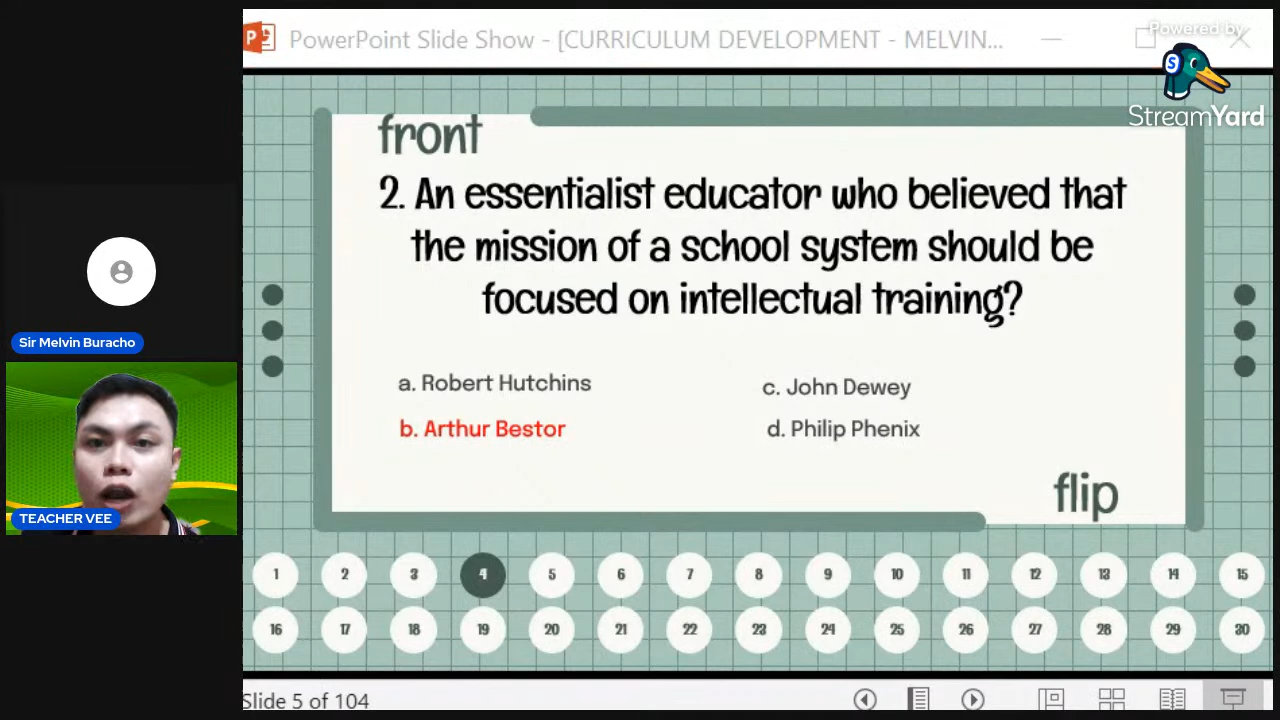 PowerPoint Slide Show - [CURRICULUM DEVELOPMENT - MELVIN...
Powered by
StreamYard
front
2. An essentialist educator who believed that
the mission of a school system should be
focused on intellectual training?
a. Robert Hutchins
c. John Dewey
b. Arthur Bestor
d. Philip Phenix
flip
Sir Melvin Buracho
TEACHER VEE
1 2 3 4 5 6 7 8 9 10 11 12 13 14 15
16 17 18 19 20 21 22 23 24 25 26 27 28 29 30
Slide 5 of 104